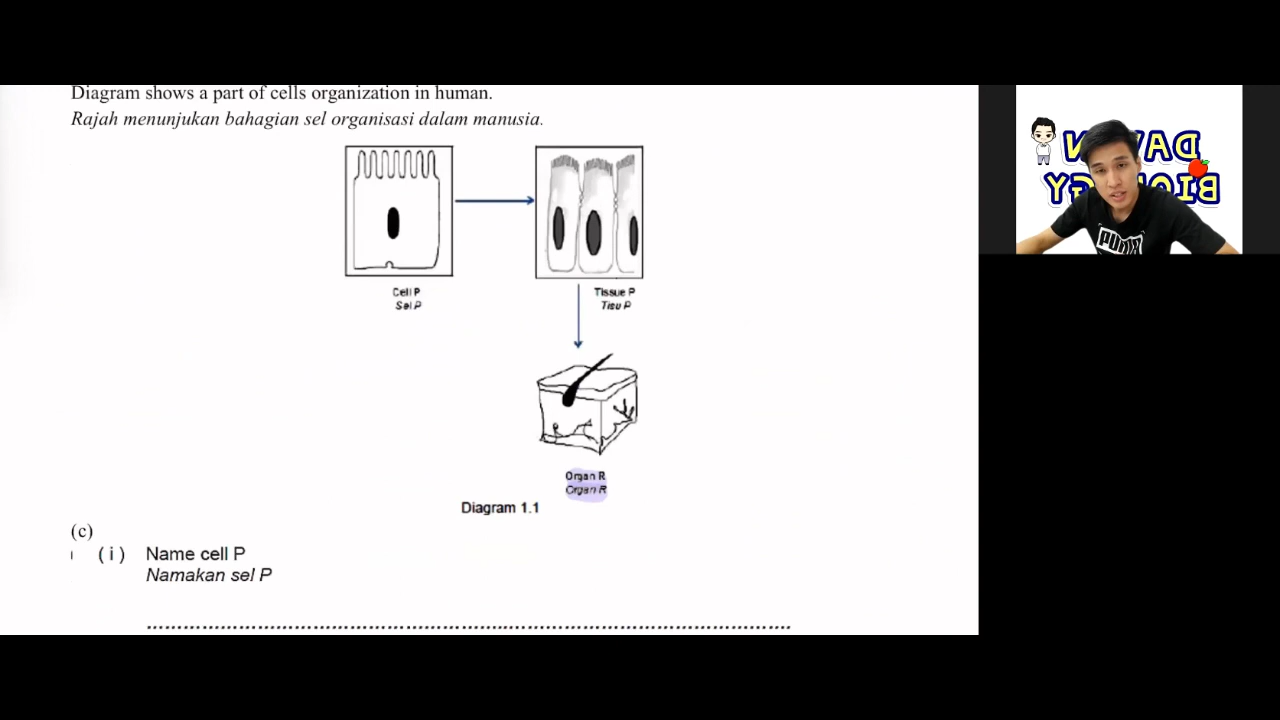 Diagram shows a part of cells organization in human.
Rajah menunjukan bahagian sel organisasi dalam manusia.
Cell P
Sel P
Tissue P
Tisu P
Organ R
Organ R
Diagram 1.1
(c)
( i ) Name cell P
Namakan sel P
PUMA